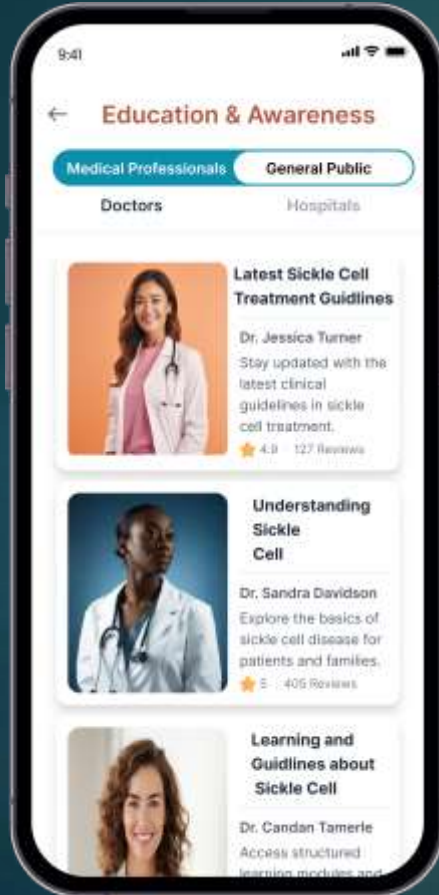 9:41
Education & Awareness
Medical Professionals General Public
Doctors Hospitals
Latest Sickle Cell
Treatment Guidlines
Dr. Jessica Turner
Stay updated with the
latest clinical
guidelines in sickle
cell treatment.
4.9 127 Reviews
Understanding
Sickle
Cell
Dr. Sandra Davidson
Explore the basics of
sickle cell disease for
patients and families.
5 405 Reviews
Learning and
Guidlines about
Sickle Cell
Dr. Candan Tamerle
Access structured
learning modules and